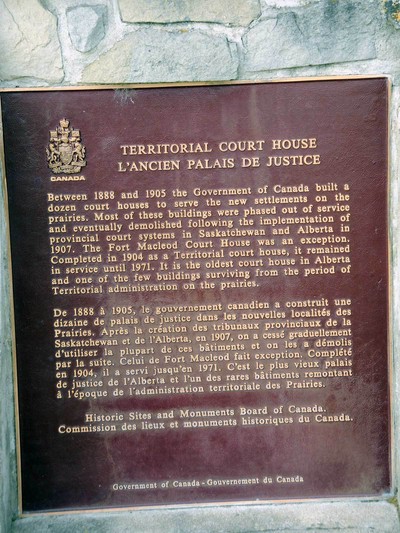 CANADA
TERRITORIAL COURT HOUSE
L'ANCIEN PALAIS DE JUSTICE
Between 1888 and 1905 the Government of Canada built a
dozen court houses to serve the new settlements on the
prairies. Most of these buildings were phased out of service
and eventually demolished following the implementation of
provincial court systems in Saskatchewan and Alberta in
1907. The Fort Macleod Court House was an exception.
Completed in 1904 as a Territorial court house, it remained
in service until 1971. It is the oldest court house in Alberta
and one of the few buildings surviving from the period of
Territorial administration on the prairies.
De 1888 à 1905, le gouvernement canadien a construit une
dizaine de palais de justice dans les nouvelles localités des
Prairies. Après la création des tribunaux provinciaux de la
Saskatchewan et de l'Alberta, en 1907, on a cessé graduellement
d'utiliser la plupart de ces bâtiments et on les a démolis
par la suite. Celui de Fort Macleod fait exception. Complété
en 1904, il a servi jusqu'en 1971. C'est le plus vieux palais
de justice de l'Alberta et l'un des rares bâtiments remontant
à l'époque de l'administration territoriale des Prairies.
Historic Sites and Monuments Board of Canada.
Commission des lieux et monuments historiques du Canada.
Government of Canada - Gouvernement du Canada